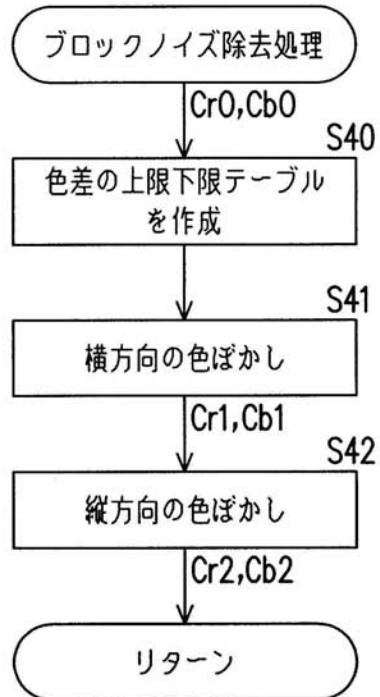 ブロックノイズ除去処理
Cr0,Cb0
S40
色差の上限下限テーブル
を作成
S41
横方向の色ぼかし
Cr1,Cb1
S42
縦方向の色ぼかし
Cr2,Cb2
リターン